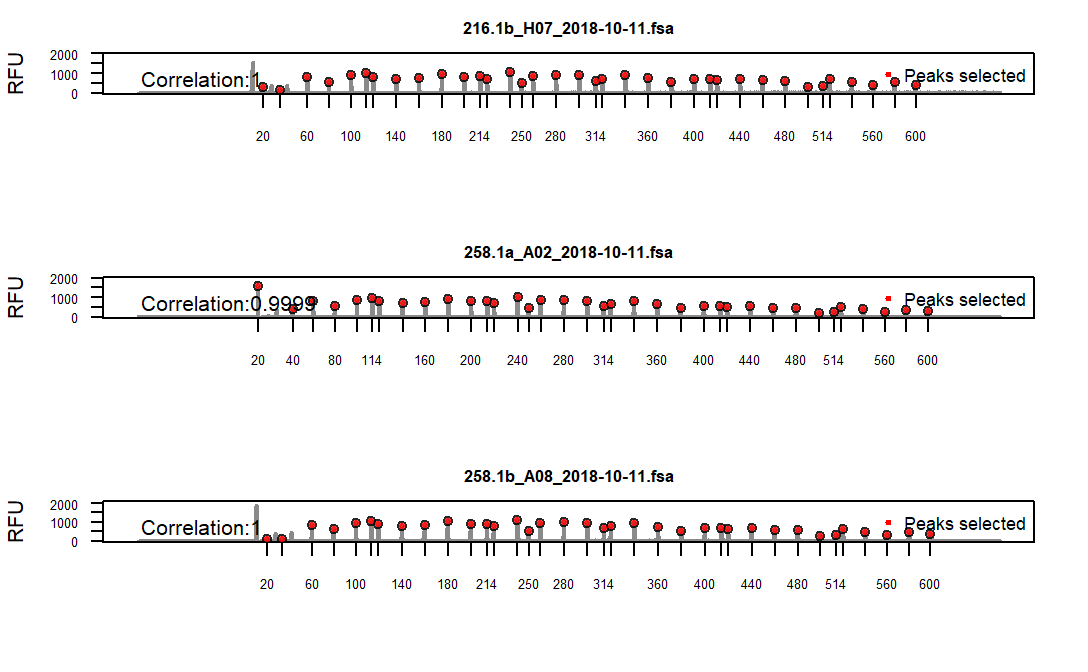 216.1b_H07_2018-10-11.fsa
RFU
2000
1000
0
Correlation:1
Peaks selected
20 60 100 140 180 214 250 280 314 360 400 440 480 514 560 600
258.1a_A02_2018-10-11.fsa
RFU
2000
1000
0
Correlation:0.9999
Peaks selected
20 40 80 114 160 200 240 280 314 360 400 440 480 514 560 600
258.1b_A08_2018-10-11.fsa
RFU
2000
1000
0
Correlation:1
Peaks selected
20 60 100 140 180 214 250 280 314 360 400 440 480 514 560 600